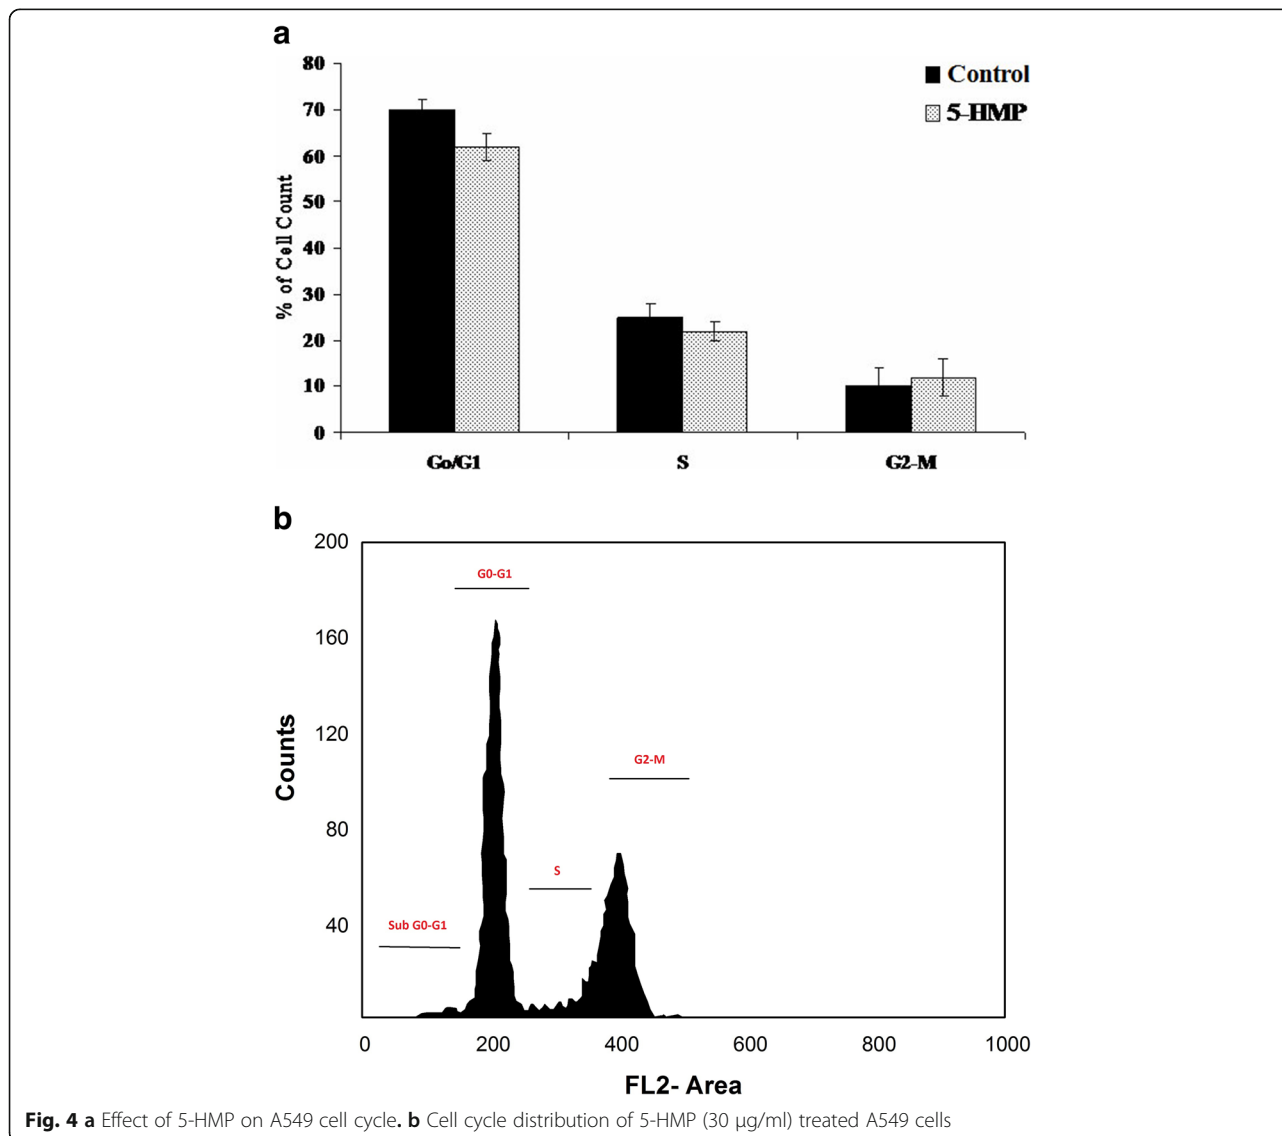 a
80
70
60
50
40
30
20
10
0
% of Cell Count
Control
5-HMP
Go/G1 S G2-M
b
200
160
120
80
40
Counts
G0-G1
G2-M
S
Sub G0-G1
0 200 400 600 800 1000
FL2- Area
Fig. 4 a Effect of 5-HMP on A549 cell cycle. b Cell cycle distribution of 5-HMP (30 μg/ml) treated A549 cells